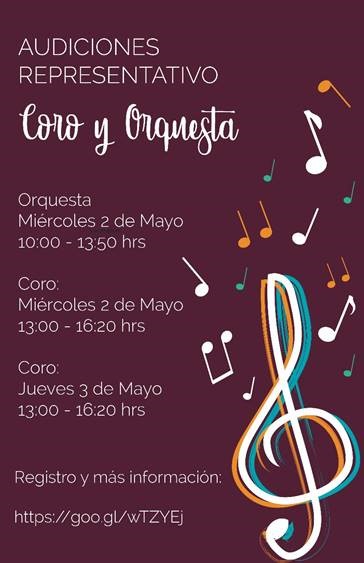 AUDICIONES
REPRESENTATIVO
Coro y Orquesta
Orquesta
Miércoles 2 de Mayo
10:00 - 13:50 hrs
Coro:
Miércoles 2 de Mayo
13:00 - 16:20 hrs
Coro:
Jueves 3 de Mayo
13:00 - 16:20 hrs
Registro y más información:
https://goo.gl/wTZYEj